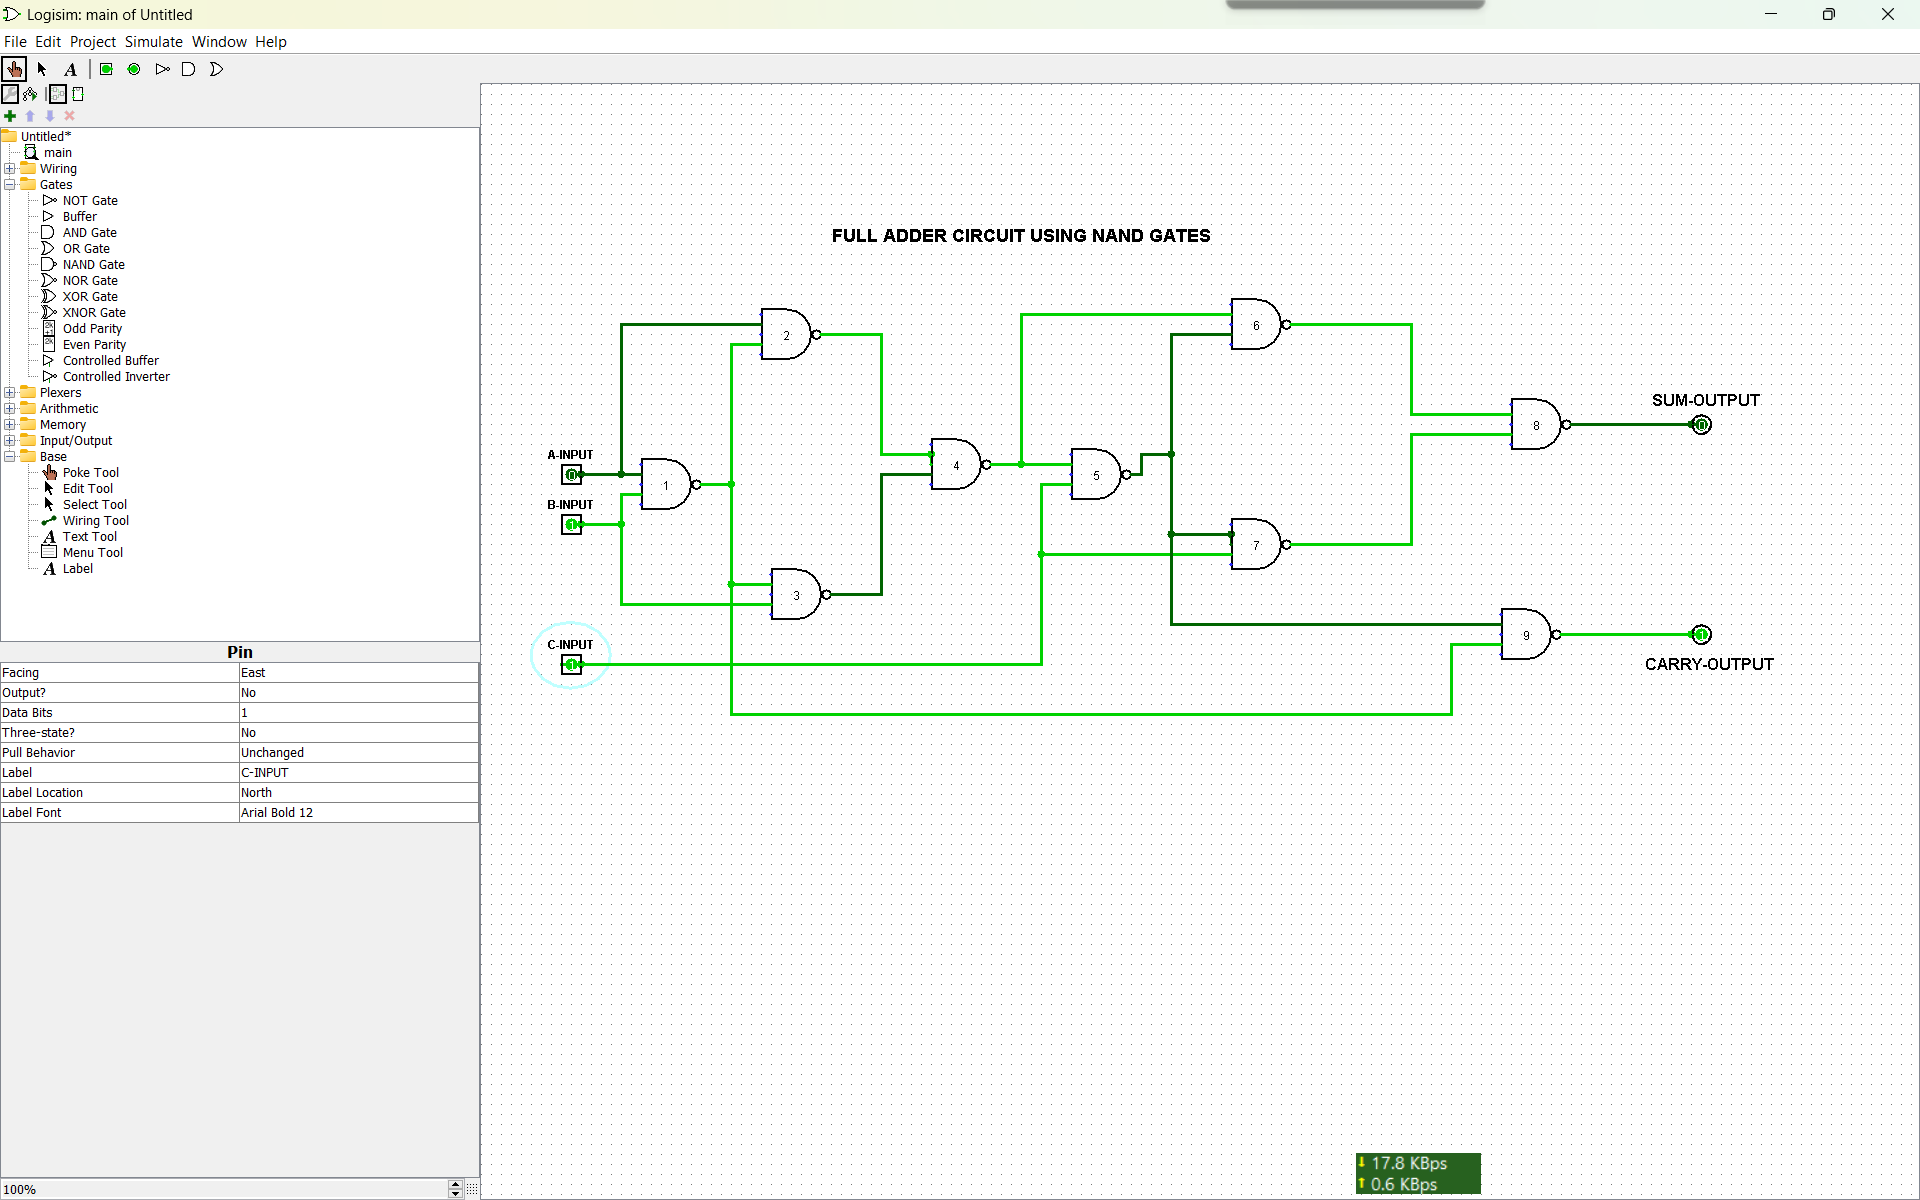 Logisim: main of Untitled
File Edit Project Simulate Window Help
A
Untitled*
main
Wiring
Gates
NOT Gate
Buffer
AND Gate
OR Gate
NAND Gate
NOR Gate
XOR Gate
XNOR Gate
Odd Parity
Even Parity
Controlled Buffer
Controlled Inverter
Plexers
Arithmetic
Memory
Input/Output
Base
Poke Tool
Edit Tool
Select Tool
Wiring Tool
A Text Tool
Menu Tool
A Label
Pin
Facing East
Output? No
Data Bits 1
Three-state? No
Pull Behavior Unchanged
Label C-INPUT
Label Location North
Label Font Arial Bold 12
100%
FULL ADDER CIRCUIT USING NAND GATES
6
2
SUM-OUTPUT
8
0
A-INPUT
0
4
5
1
B-INPUT
1
7
3
C-INPUT
1
9
1
CARRY-OUTPUT
17.8 KBps
0.6 KBps